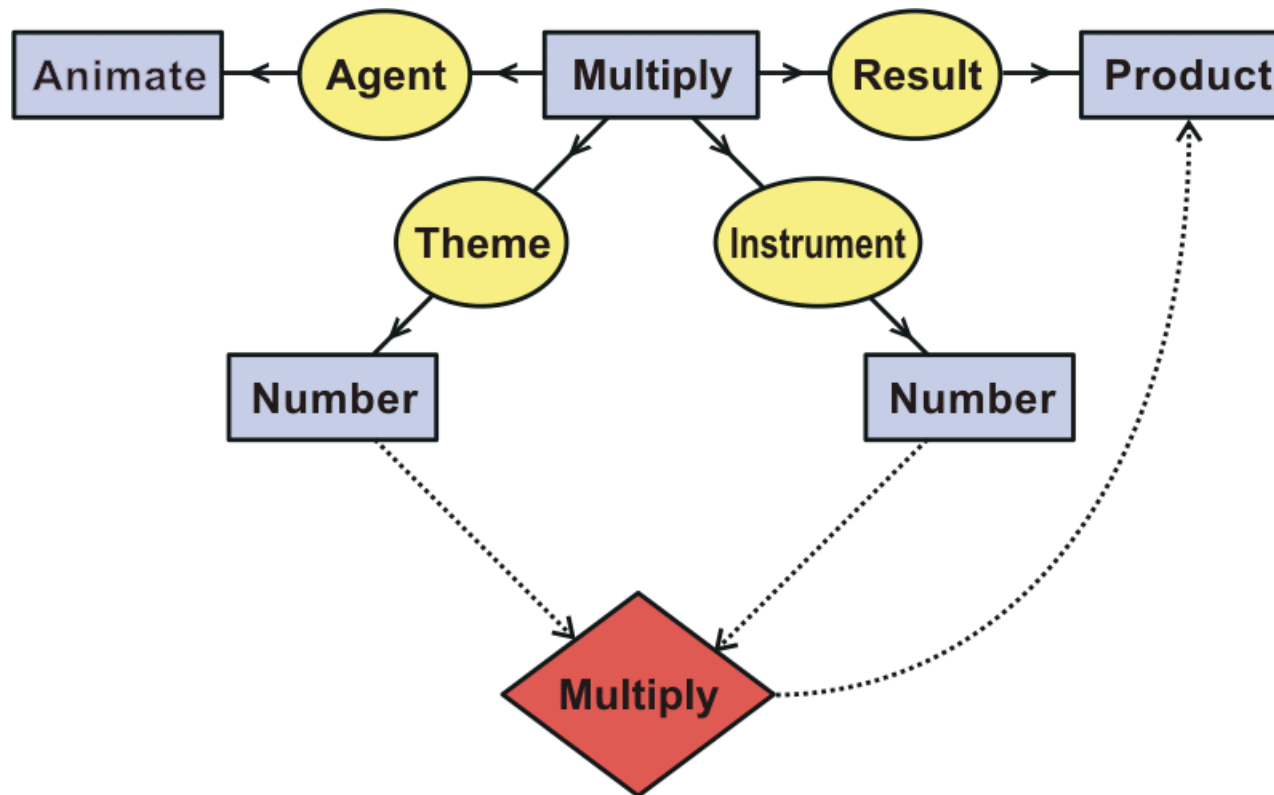 Animate
Agent
Multiply
Result
Product
Theme
Instrument
Number
Number
Multiply